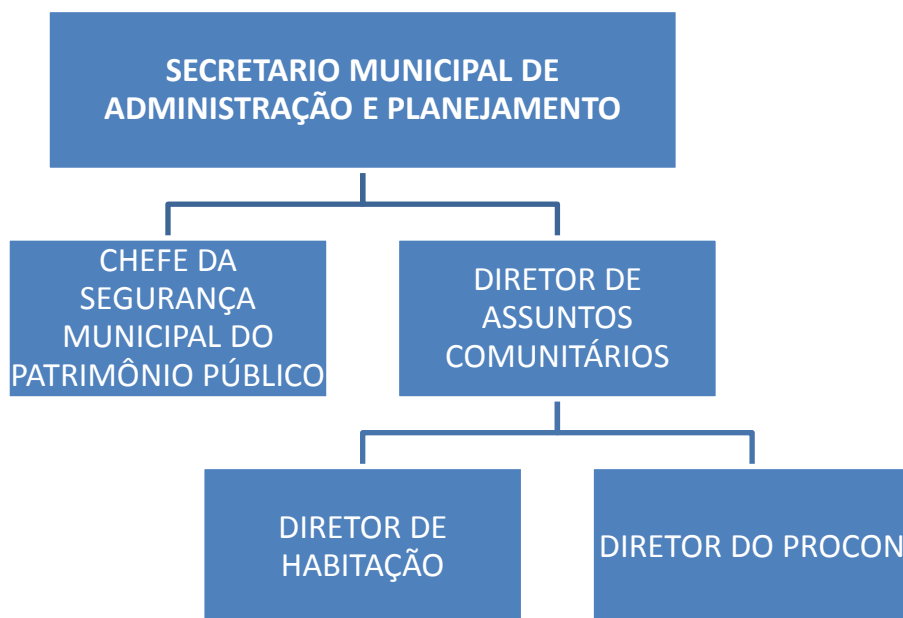 SECRETARIO MUNICIPAL DE
ADMINISTRAÇÃO E PLANEJAMENTO
CHEFE DA
SEGURANÇA
MUNICIPAL DO
PATRIMÔNIO PÚBLICO
DIRETOR DE
ASSUNTOS
COMUNITÁRIOS
DIRETOR DE
HABITAÇÃO
DIRETOR DO PROCON